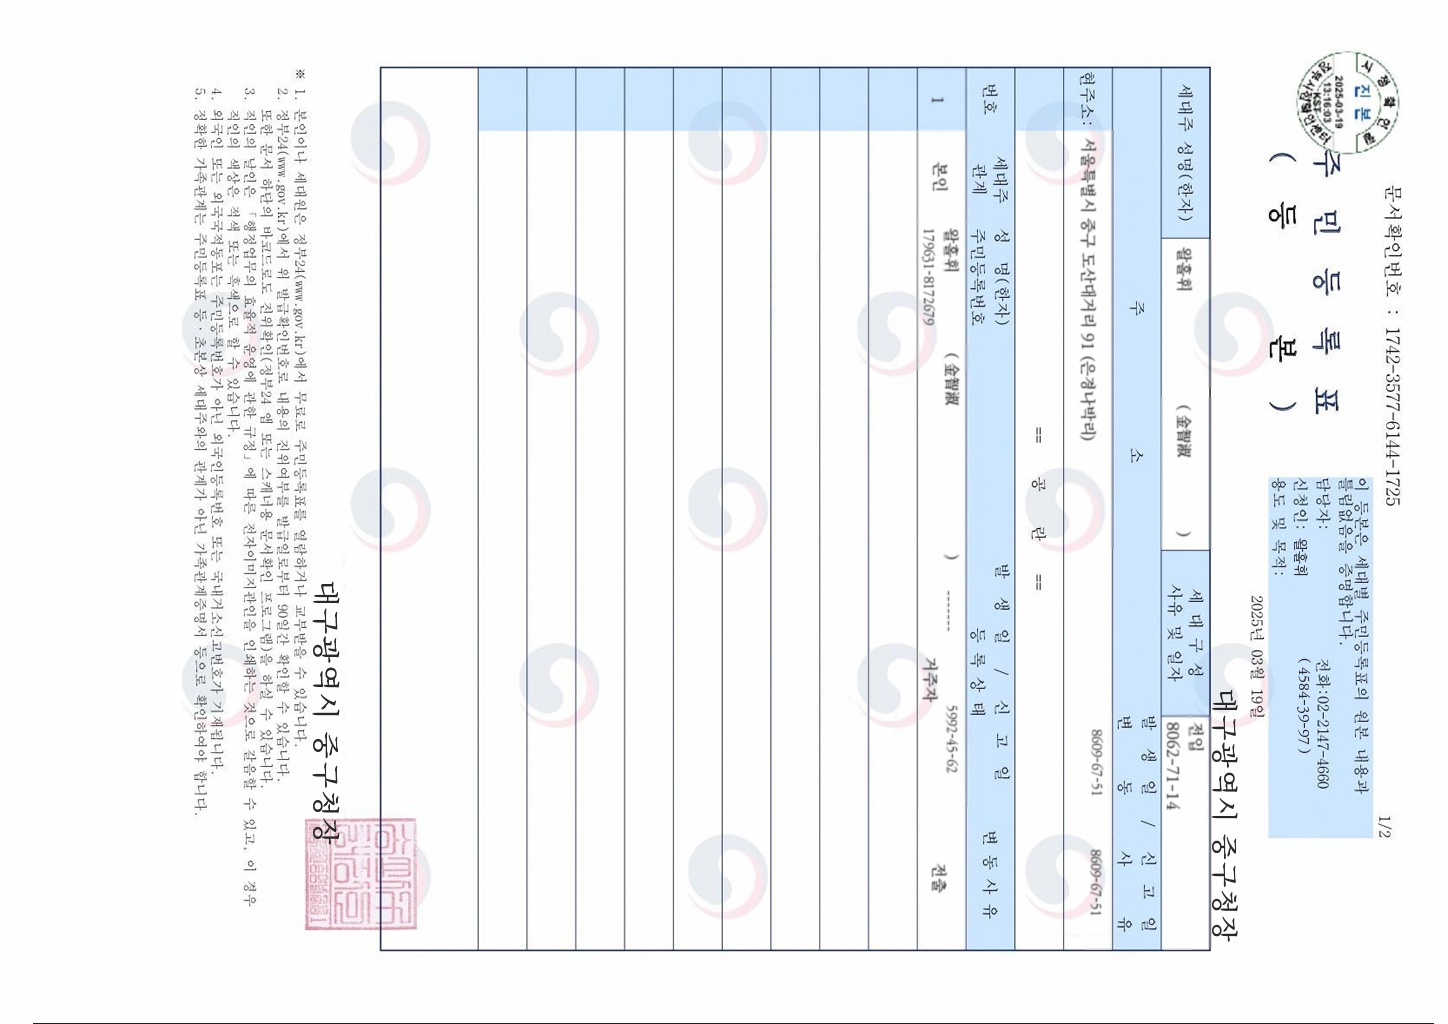 문서확인번호 : 1742-3577-6144-1725
1/2
시점확인필
진본
2025-03-19
13:16:03
KST
주 민 등 록 표
( 등 본 )
이 등본은 세대별 주민등록표의 원본 내용과
틀림없음을 증명합니다.
담당자: 전화:02-2147-4660
신청인: 왈홀휘 (4584-39-97)
용도 및 목적:
2025년 03월 19일
대구광역시 중구청장
세대주 성명(한자) 왈홀휘 (金智淑 ) 세 대 구 성 사유 및 일자 전입
8062-71-14
주 소 발 생 일 / 신 고 일
변 동 사 유
현주소: 서울특별시 중구 도산대거리 91 (은경나박리) 8609-67-51 8609-67-51
== 공 란 ==
번호 세대주 관계 성 명(한자) 주민등록번호 발 생 일 / 신 고 일 등 록 상 태 변 동 사 유
1 본인 왈홀휘 (金智淑 ) ------- 5992-45-62 전출
179631-8172679 거주자
대구광역시 중구청장
※ 1. 본인이나 세대원은 정부24(www.gov.kr)에서 무료로 주민등록표를 열람하거나 교부받을 수 있습니다.
2. 정부24(www.gov.kr)에서 위 발급확인번호로 내용의 진위여부를 발급일로부터 90일간 확인할 수 있습니다.
또한 문서 하단의 바코드로도 진위확인(정부24 앱 또는 스캐너용 문서확인 프로그램)을 하실 수 있습니다.
3. 직인의 날인은 「행정업무의 효율적 운영에 관한 규정」에 따른 전자이미지관인을 인쇄하는 것으로 갈음할 수 있고, 이 경우
직인의 색상은 적색 또는 흑색으로 할 수 있습니다.
4. 외국인 또는 외국국적동포는 주민등록번호가 아닌 외국인등록번호 또는 국내거소신고번호가 기재됩니다.
5. 정확한 가족관계는 주민등록표 등·초본상 세대주와의 관계가 아닌 가족관계증명서 등으로 확인하여야 합니다.